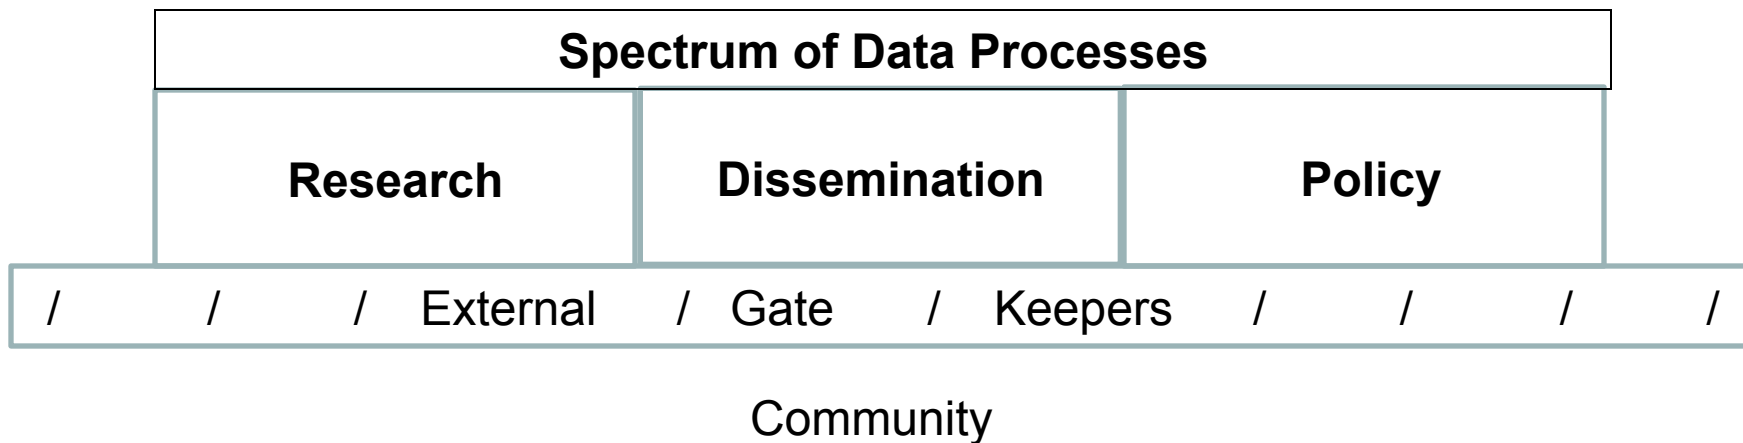 Spectrum of Data Processes
Research Dissemination Policy
/ / / External / Gate / Keepers / / / /
Community